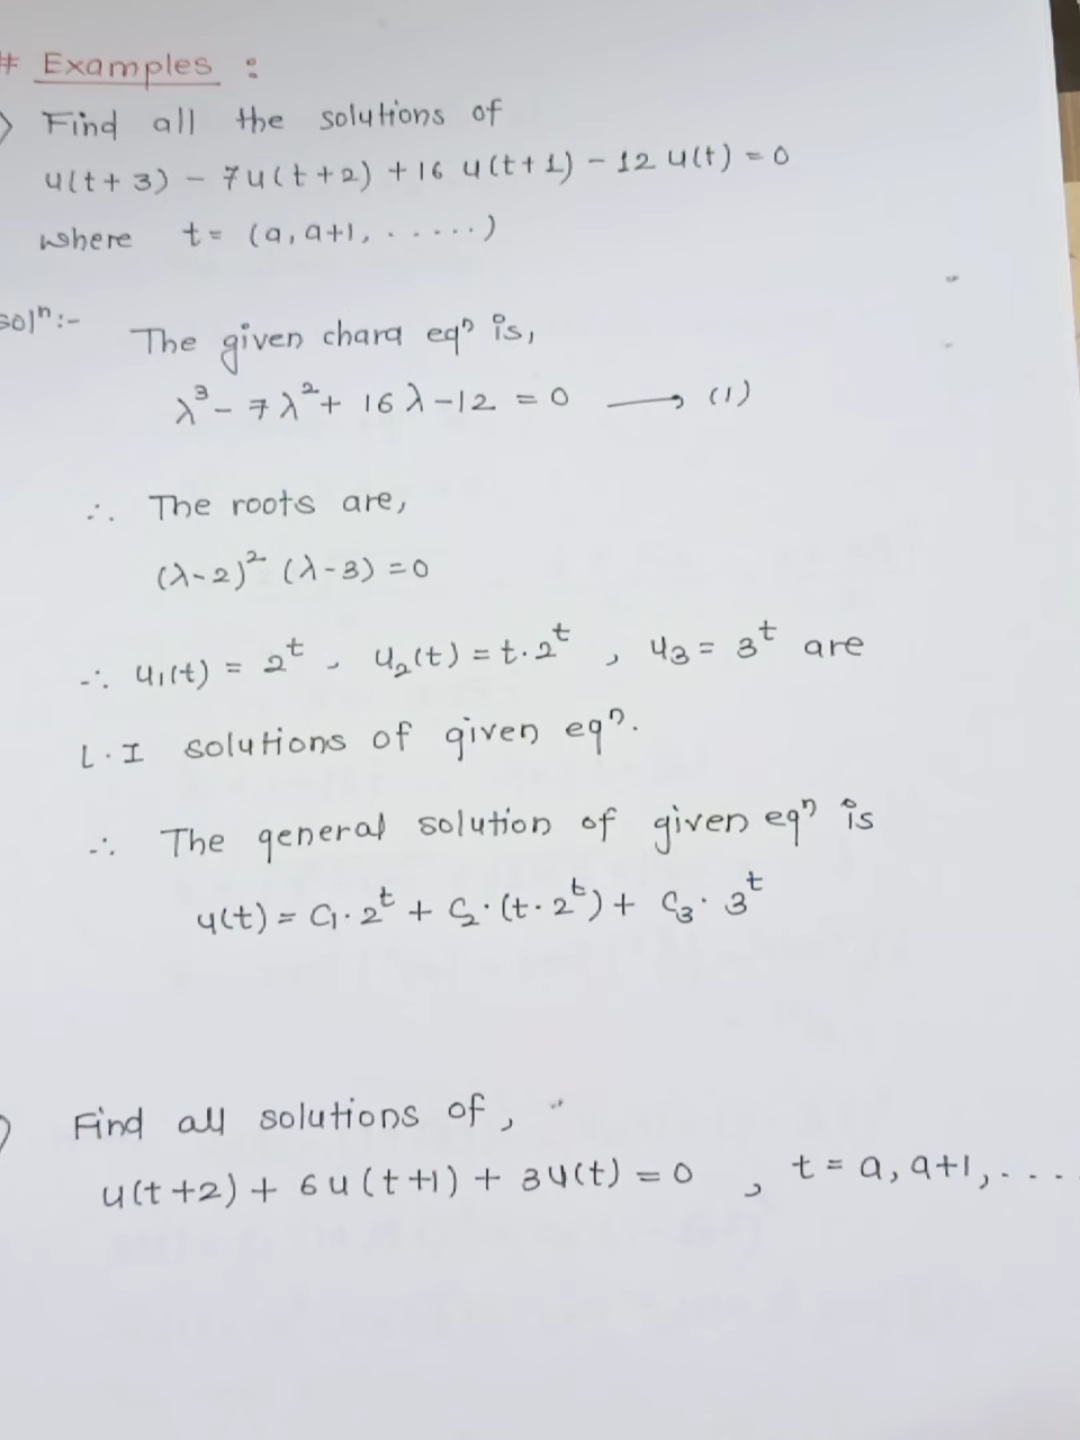 # Examples :
) Find all the solutions of
u(t+3) - 7u(t+2) + 16 u(t+1) - 12 u(t) = 0
where t = (a, a+1, ......)
soln :-
The given chara eqn is,
λ³ - 7λ² + 16 λ - 12 = 0 ⟶ (1)
∴ The roots are,
(λ-2)² (λ-3) = 0
∴ u₁(t) = 2ᵗ , u₂(t) = t·2ᵗ , u₃ = 3ᵗ are
L.I solutions of given eqn.
∴ The general solution of given eqn is
u(t) = C₁·2ᵗ + C₂·(t·2ᵗ) + C₃·3ᵗ
) Find all solutions of,
u(t+2) + 6u(t+1) + 3u(t) = 0 , t = a, a+1, ....